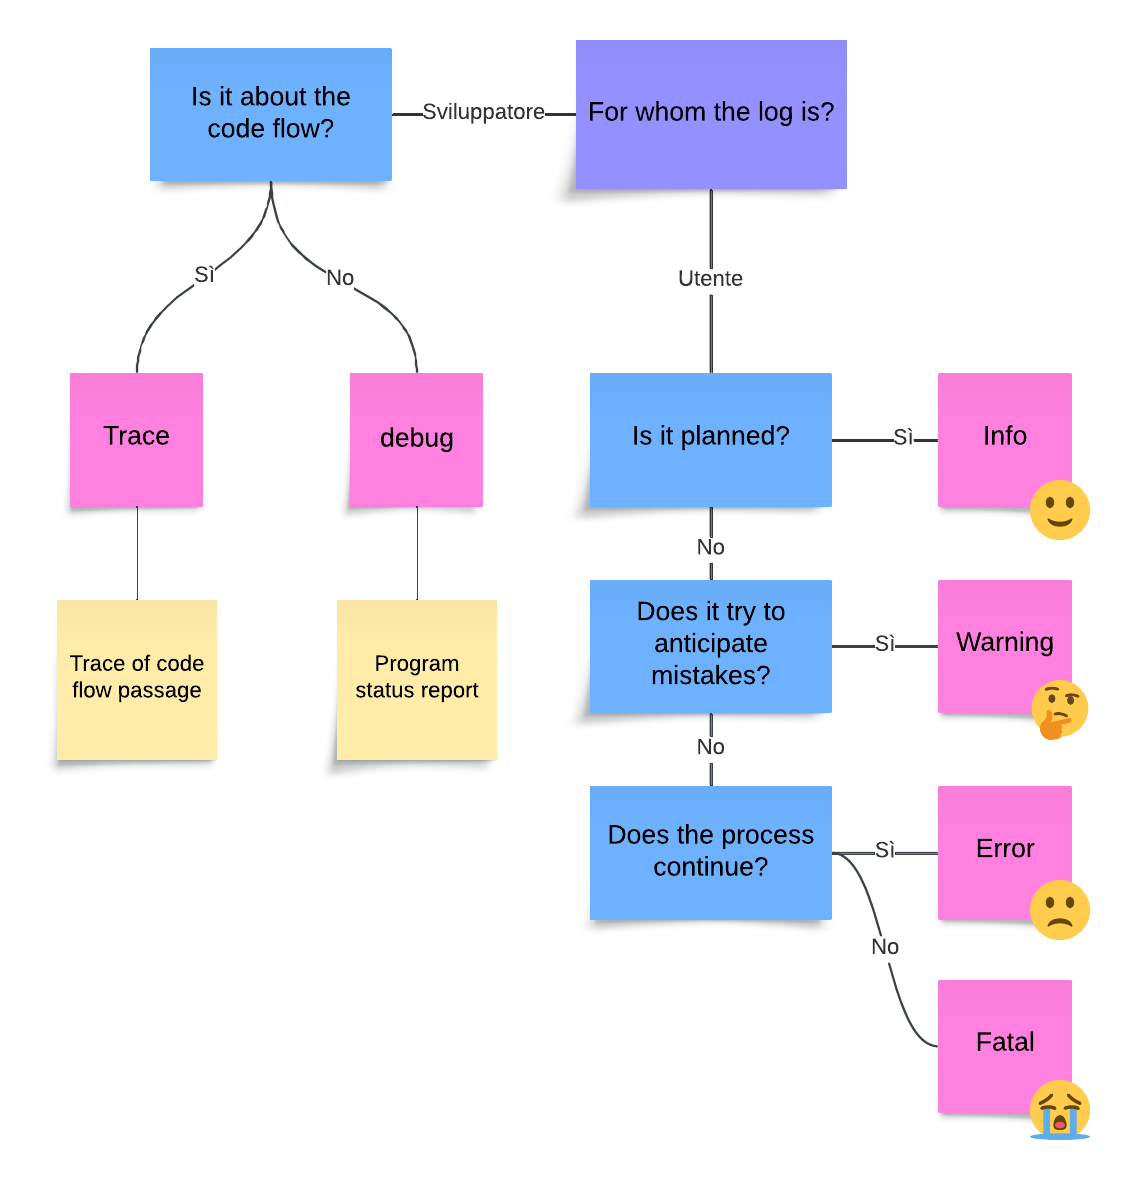 Is it about the
code flow?
Sviluppatore
For whom the log is?
Sì
No
Utente
Trace
debug
Is it planned?
Sì
Info
No
Trace of code
flow passage
Program
status report
Does it try to
anticipate
mistakes?
Sì
Warning
No
Does the process
continue?
Sì
Error
No
Fatal